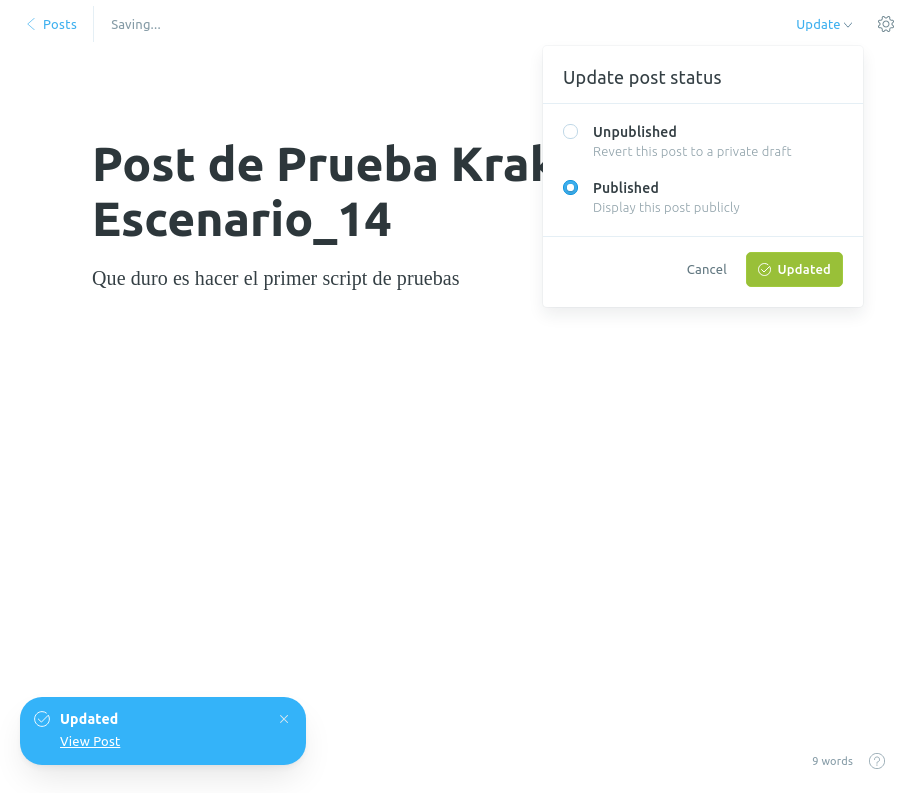 Posts
Saving...
Update
Update post status
Unpublished
Revert this post to a private draft
Published
Display this post publicly
Cancel
Updated
Post de Prueba
Escenario_14
Que duro es hacer el primer script de pruebas
Updated
View Post
9 words
?